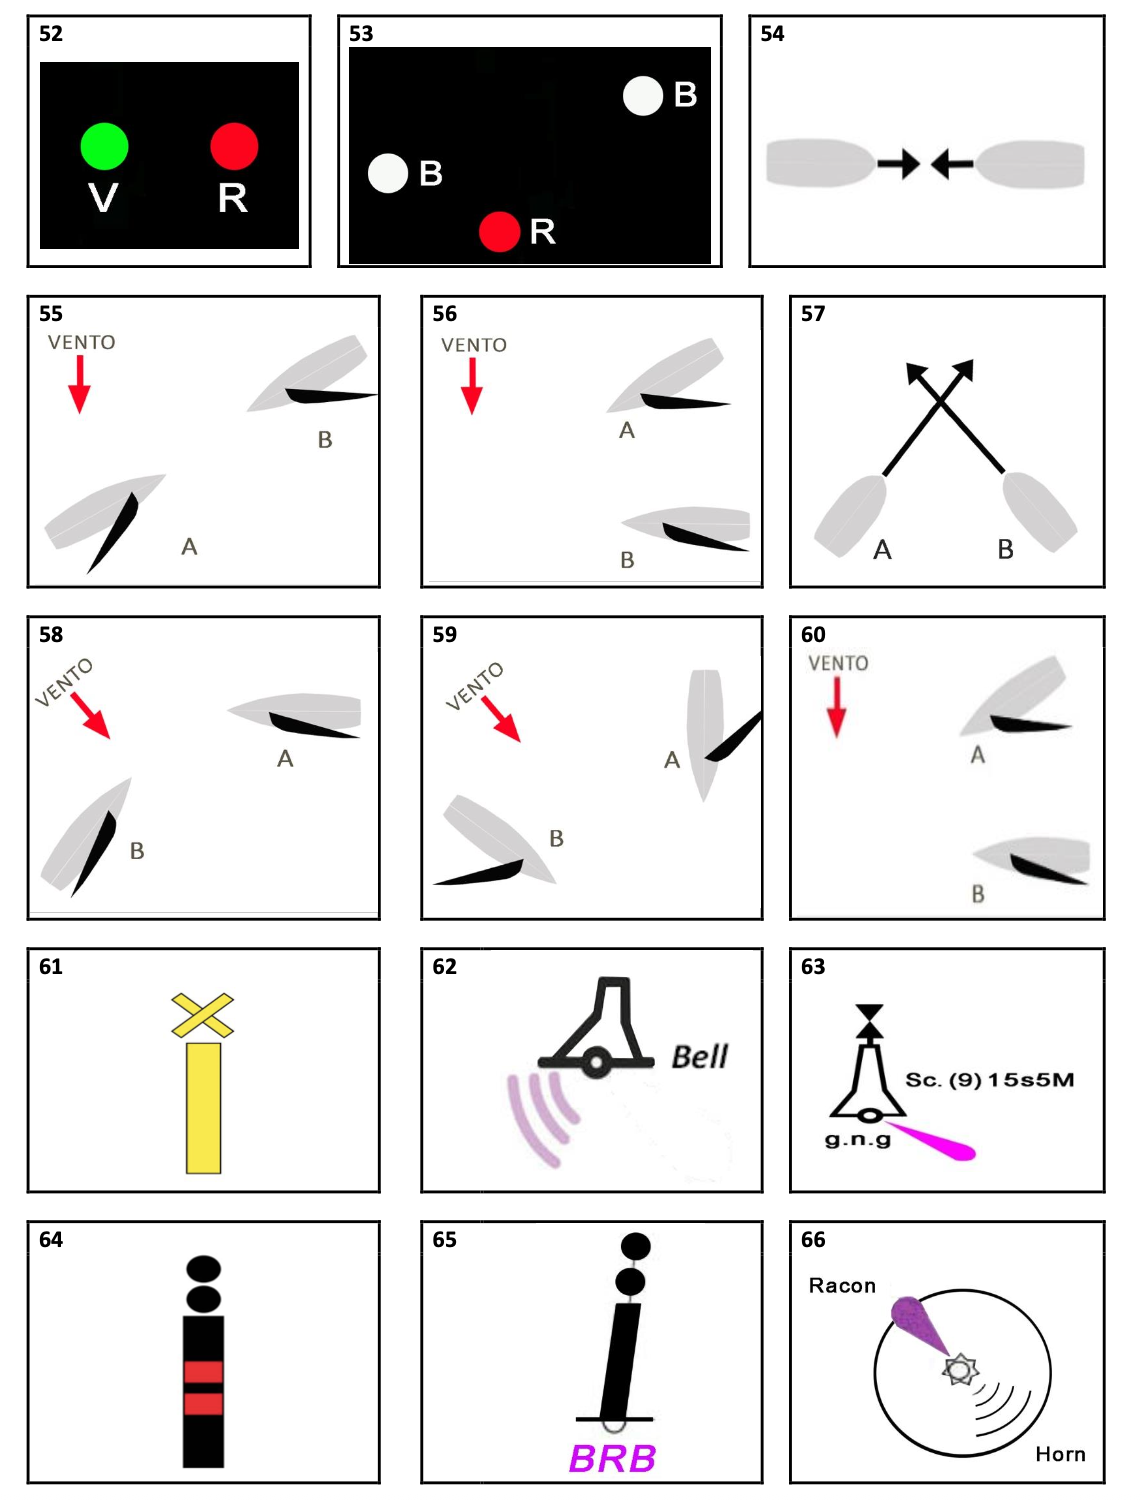 52
V R
53
B
B
R
54
55
VENTO
B
A
56
VENTO
A
B
57
A B
58
VENTO
A
B
59
VENTO
A
B
60
VENTO
A
B
61
62
Bell
63
Sc. (9) 15s5M
g.n.g
64
65
BRB
66
Racon
Horn